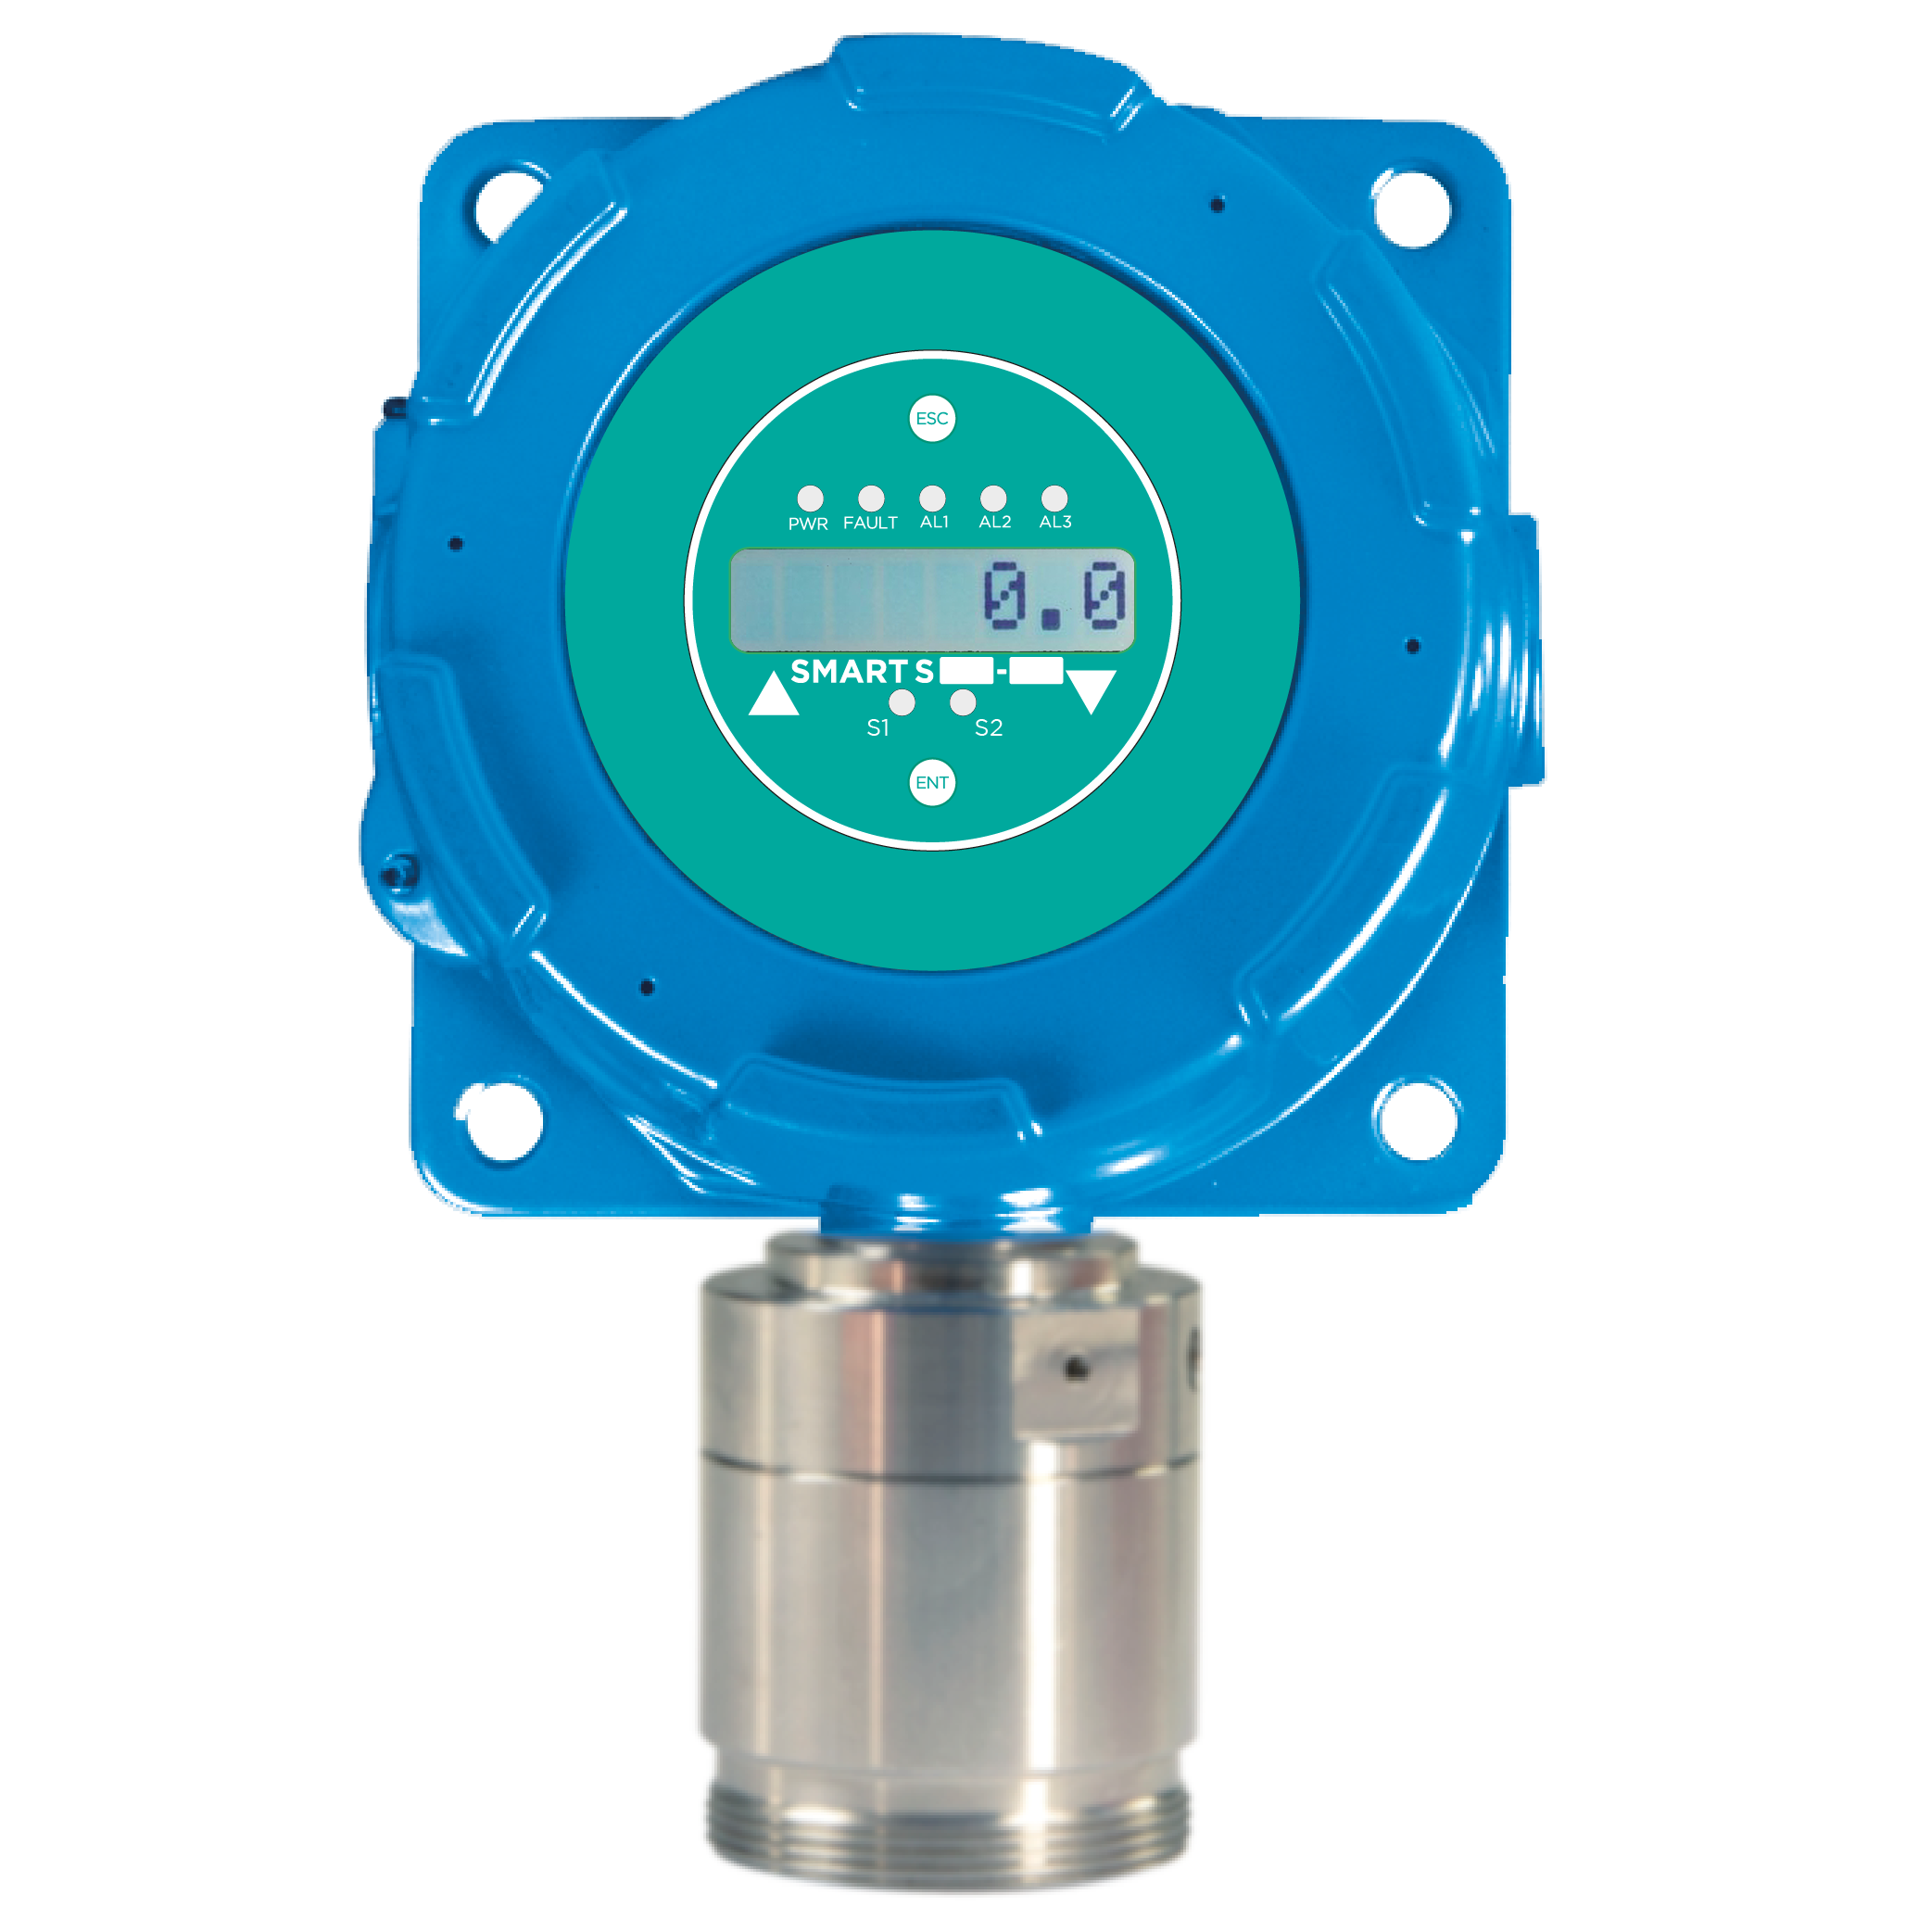 ESC
PWR FAULT AL1 AL2 AL3
0.0
SMART S -
S1 S2
ENT